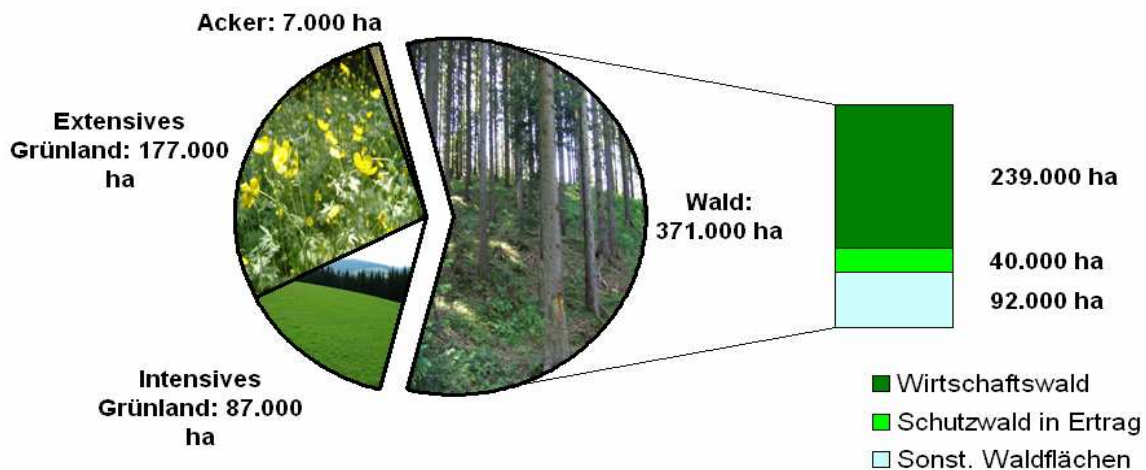 Acker: 7.000 ha
Extensives
Grünland: 177.000
ha
Wald:
371.000 ha
Intensives
Grünland: 87.000
ha
239.000 ha
40.000 ha
92.000 ha
Wirtschaftswald
Schutzwald in Ertrag
Sonst. Waldflächen